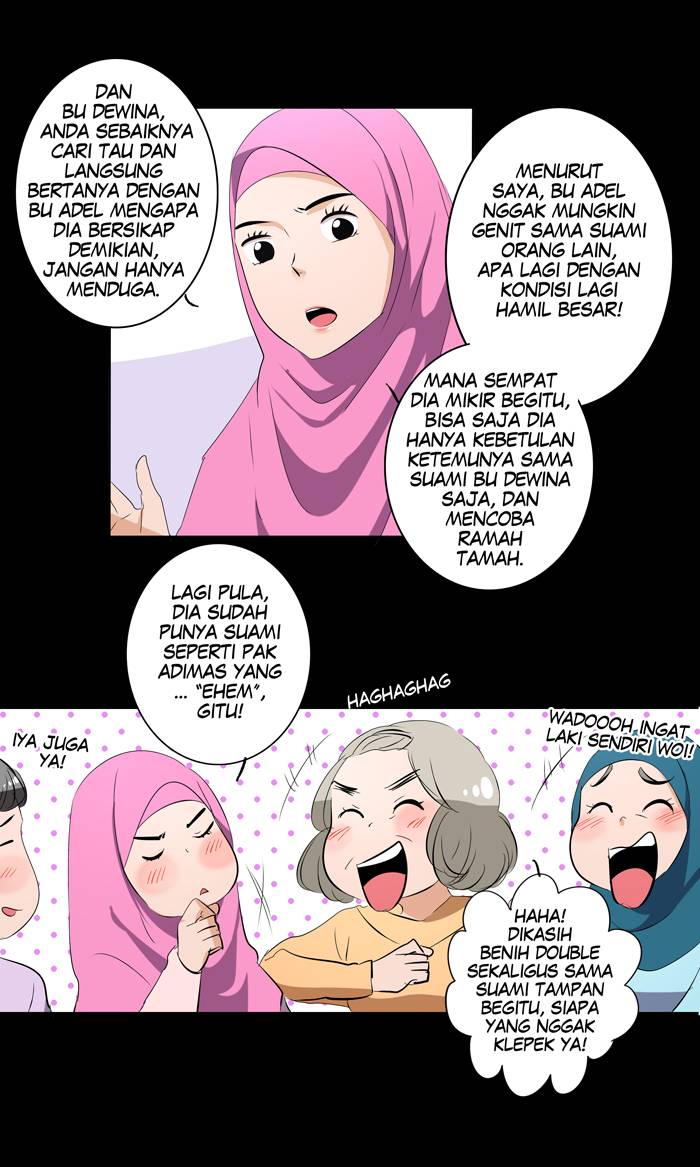 DAN
BU DEWINA,
ANDA SEBAIKNYA
CARI TAU DAN
LANGSUNG
BERTANYA DENGAN
BU ADEL MENGAPA
DIA BERSIKAP
DEMIKIAN,
JANGAN HANYA
MENDUGA.
MENURUT
SAYA, BU ADEL
NGGAK MUNGKIN
GENIT SAMA SUAMI
ORANG LAIN,
APA LAGI DENGAN
KONDISI LAGI
HAMIL BESAR!
MANA SEMPAT
DIA MIKIR BEGITU,
BISA SAJA DIA
HANYA KEBETULAN
KETEMUNYA SAMA
SUAMI BU DEWINA
SAJA, DAN
MENCOBA
RAMAH
TAMAH.
LAGI PULA,
DIA SUDAH
PUNYA SUAMI
SEPERTI PAK
ADIMAS YANG
... "EHEM",
GITU!
IYA JUGA
YA!
HAGHAGHAG
WADOOOH INGAT
LAKI SENDIRI WOI!
HAHA!
DIKASIH
BENIH DOUBLE
SEKALIGUS SAMA
SUAMI TAMPAN
BEGITU, SIAPA
YANG NGGAK
KLEPEK YA!